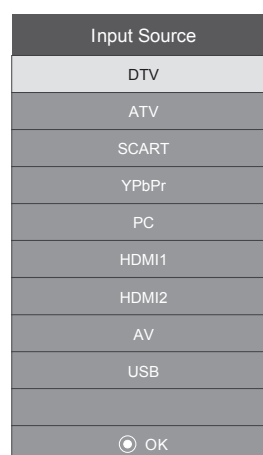 Input Source
DTV
ATV
SCART
YPbPr
PC
HDMI1
HDMI2
AV
USB
OK